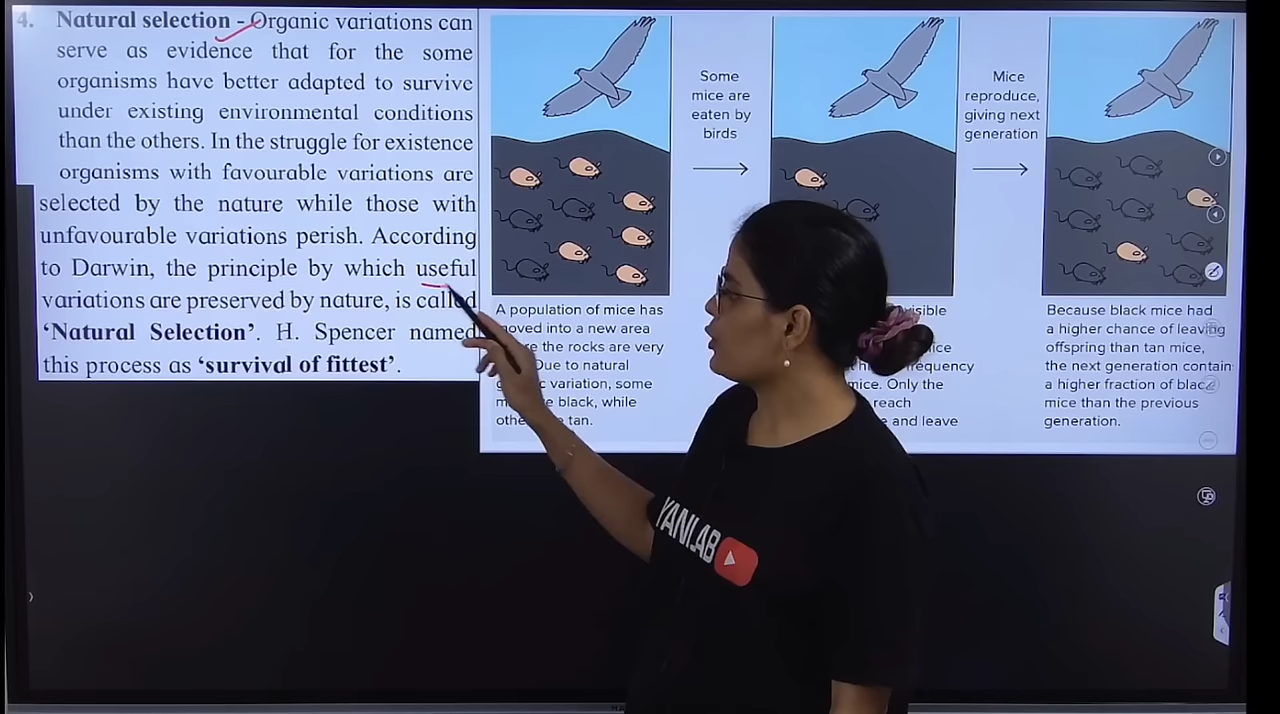 4. Natural selection - Organic variations can
serve as evidence that for the some
organisms have better adapted to survive
under existing environmental conditions
than the others. In the struggle for existence
organisms with favourable variations are
selected by the nature while those with
unfavourable variations perish. According
to Darwin, the principle by which useful
variations are preserved by nature, is called
‘Natural Selection’. H. Spencer named
this process as ‘survival of fittest’.
Some
mice are
eaten by
birds
Mice
reproduce,
giving next
generation
A population of mice has
moved into a new area
the rocks are very
Due to natural
variation, some
black, while
tan.
mice. Only the
reach
and leave
Because black mice had
a higher chance of leaving
offspring than tan mice,
the next generation contain
a higher fraction of black
mice than the previous
generation.
YANLAB